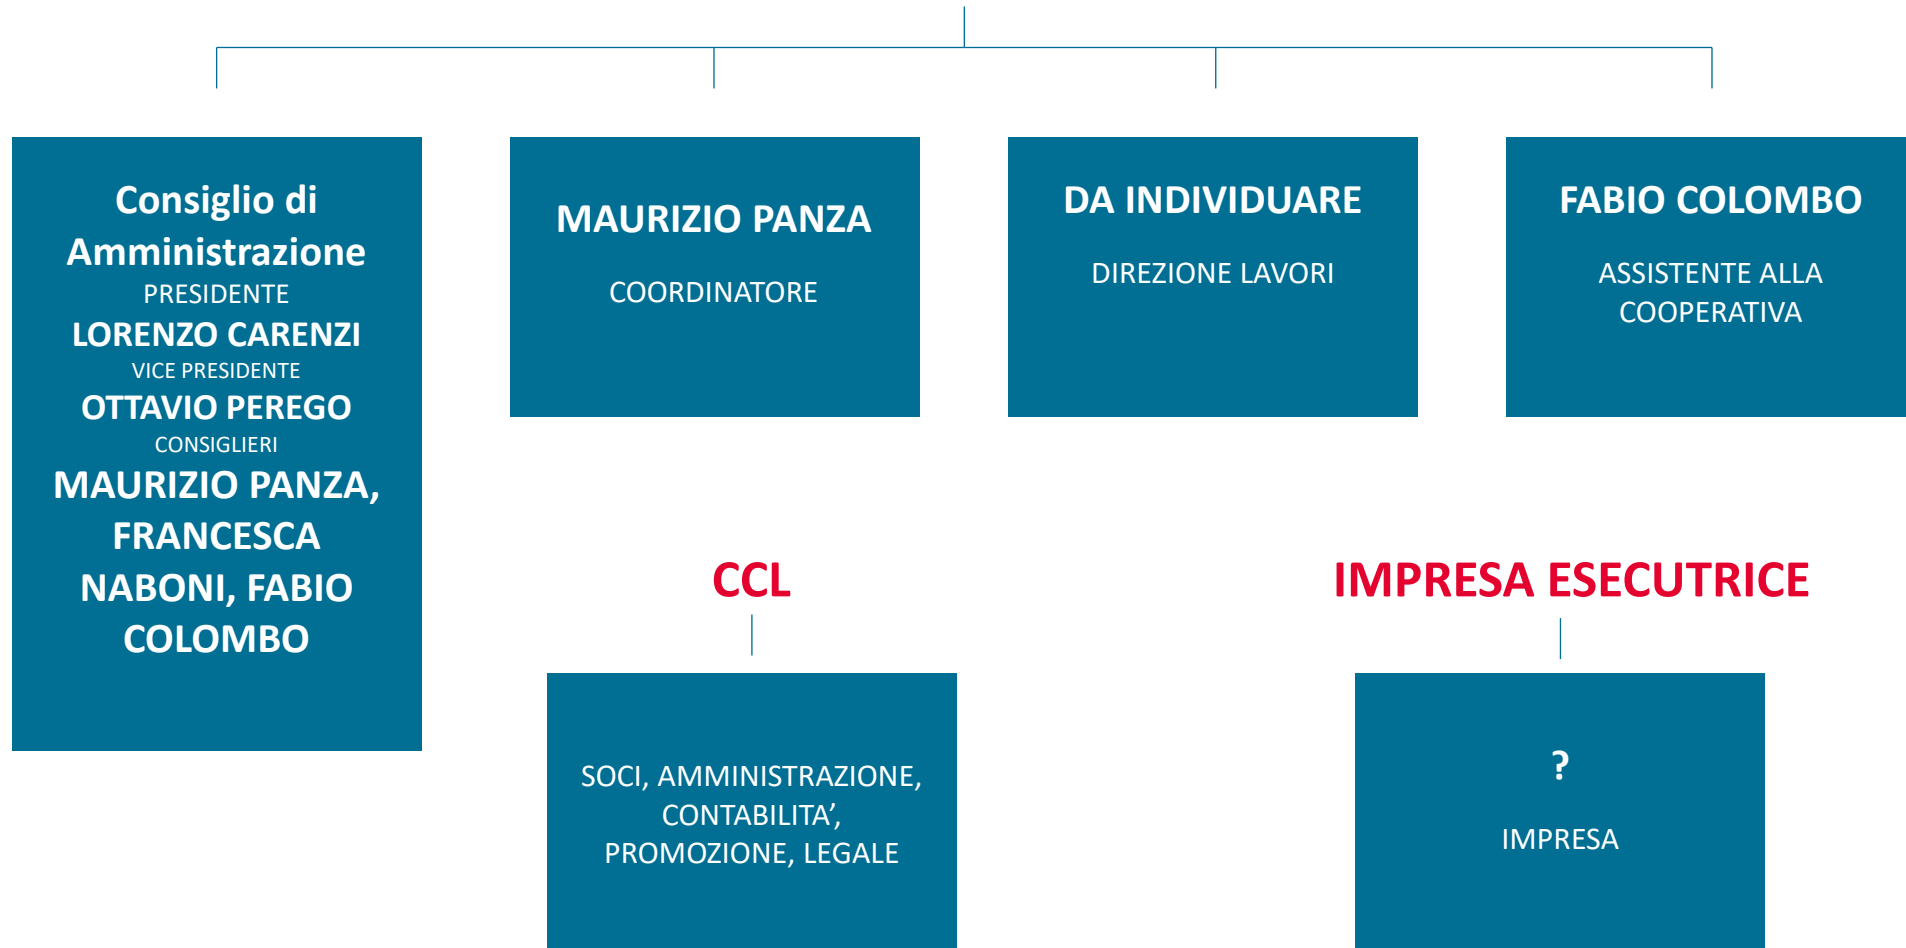 Consiglio di
Amministrazione
PRESIDENTE
LORENZO CARENZI
VICE PRESIDENTE
OTTAVIO PEREGO
CONSIGLIERI
MAURIZIO PANZA,
FRANCESCA
NABONI, FABIO
COLOMBO
MAURIZIO PANZA
COORDINATORE
DA INDIVIDUARE
DIREZIONE LAVORI
FABIO COLOMBO
ASSISTENTE ALLA
COOPERATIVA
CCL
SOCI, AMMINISTRAZIONE,
CONTABILITA’,
PROMOZIONE, LEGALE
IMPRESA ESECUTRICE
?
IMPRESA